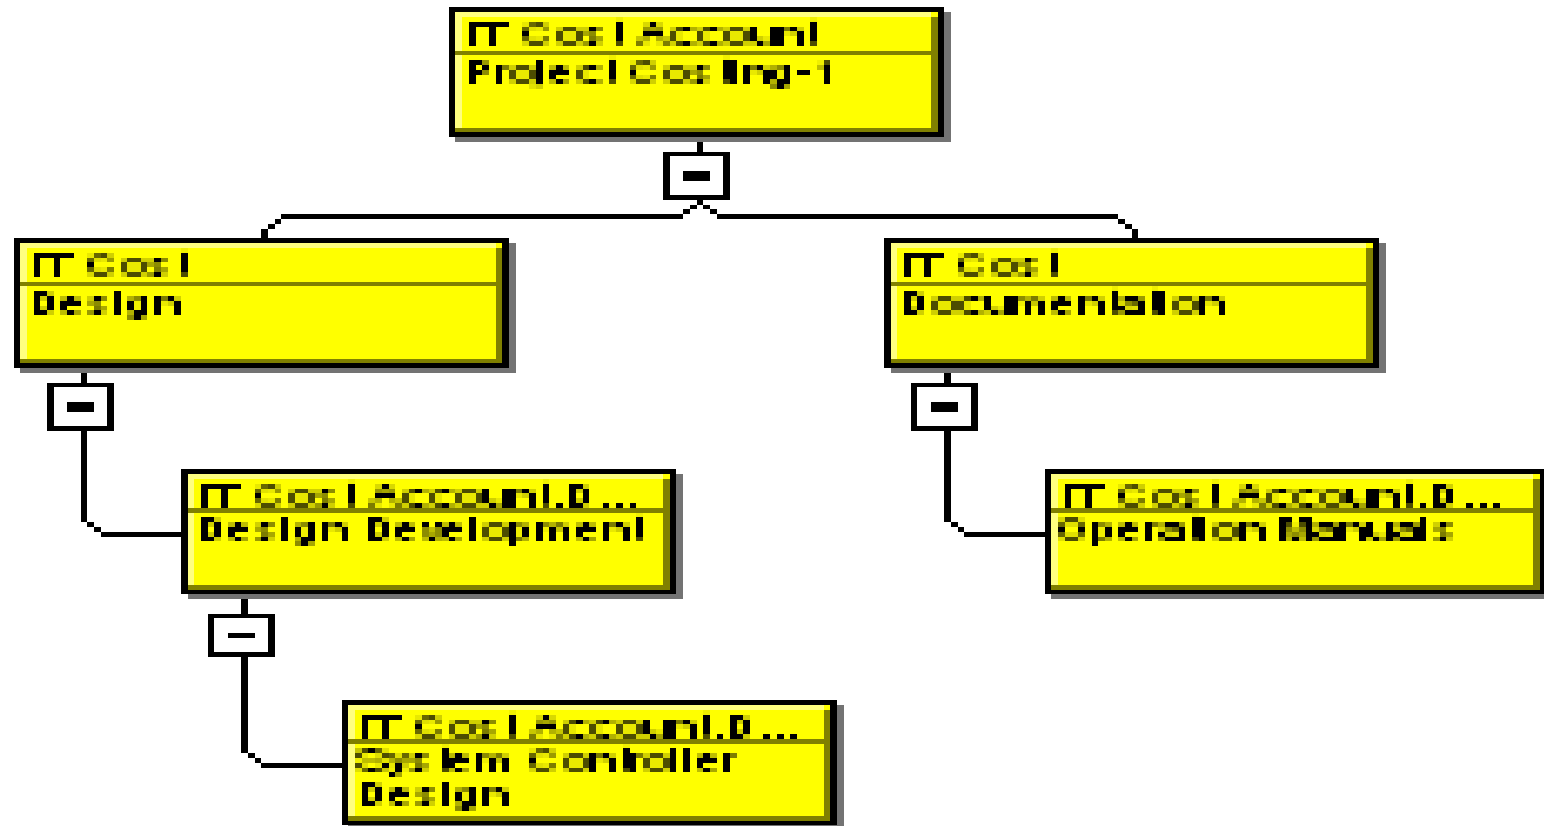 IT Cost Account
Project Costing-1
IT Cost
Design
IT Cost
Documentation
IT Cost Account.D...
Design Development
IT Cost Account.D...
Operation Manuals
IT Cost Account.D...
System Controller
Design